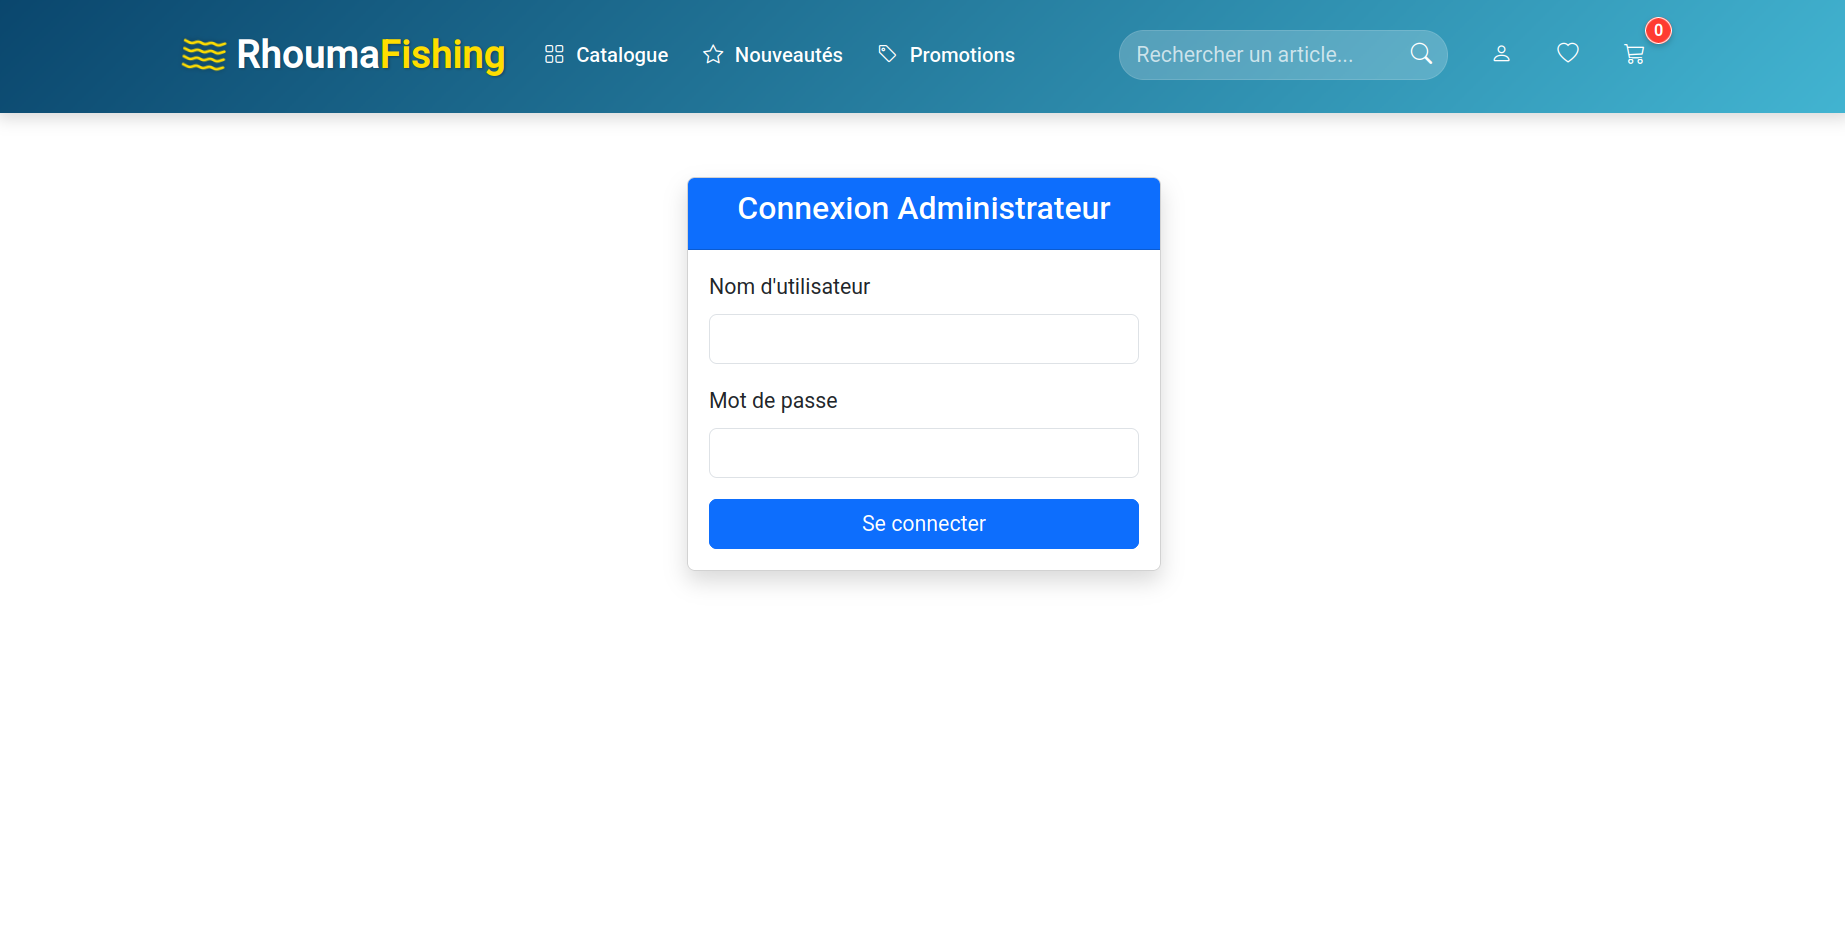 RhoumaFishing
Catalogue
Nouveautés
Promotions
Rechercher un article...
0
Connexion Administrateur
Nom d'utilisateur
Mot de passe
Se connecter